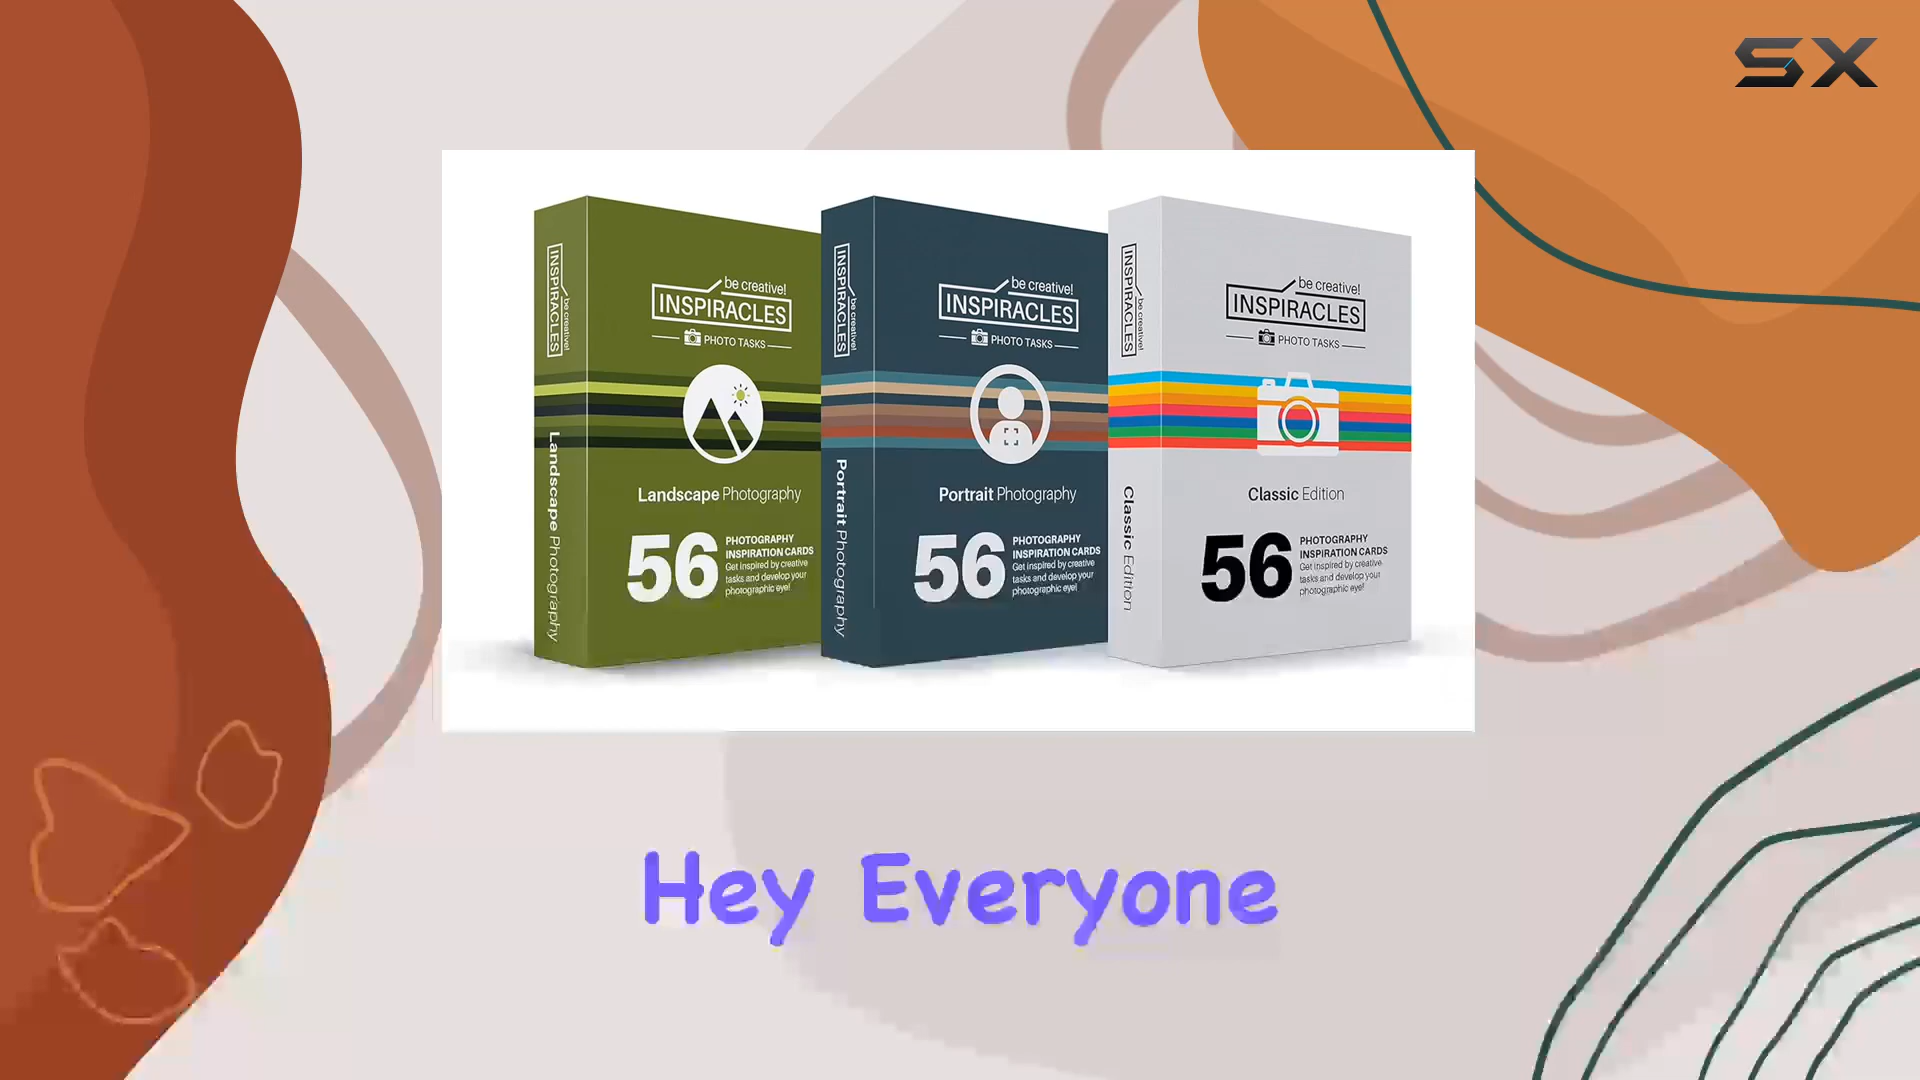 SX
be creative!
INSPIRACLES
PHOTO TASKS
Landscape Photography
56
PHOTOGRAPHY
INSPIRATION CARDS
Get inspired by creative
tasks and develop your
photographic eye!
be creative!
INSPIRACLES
Landscape Photography
be creative!
INSPIRACLES
PHOTO TASKS
Portrait Photography
56
PHOTOGRAPHY
INSPIRATION CARDS
Get inspired by creative
tasks and develop your
photographic eye!
be creative!
INSPIRACLES
Portrait Photography
be creative!
INSPIRACLES
PHOTO TASKS
Classic Edition
56
PHOTOGRAPHY
INSPIRATION CARDS
Get inspired by creative
tasks and develop your
photographic eye!
be creative!
INSPIRACLES
Classic Edition
Hey Everyone